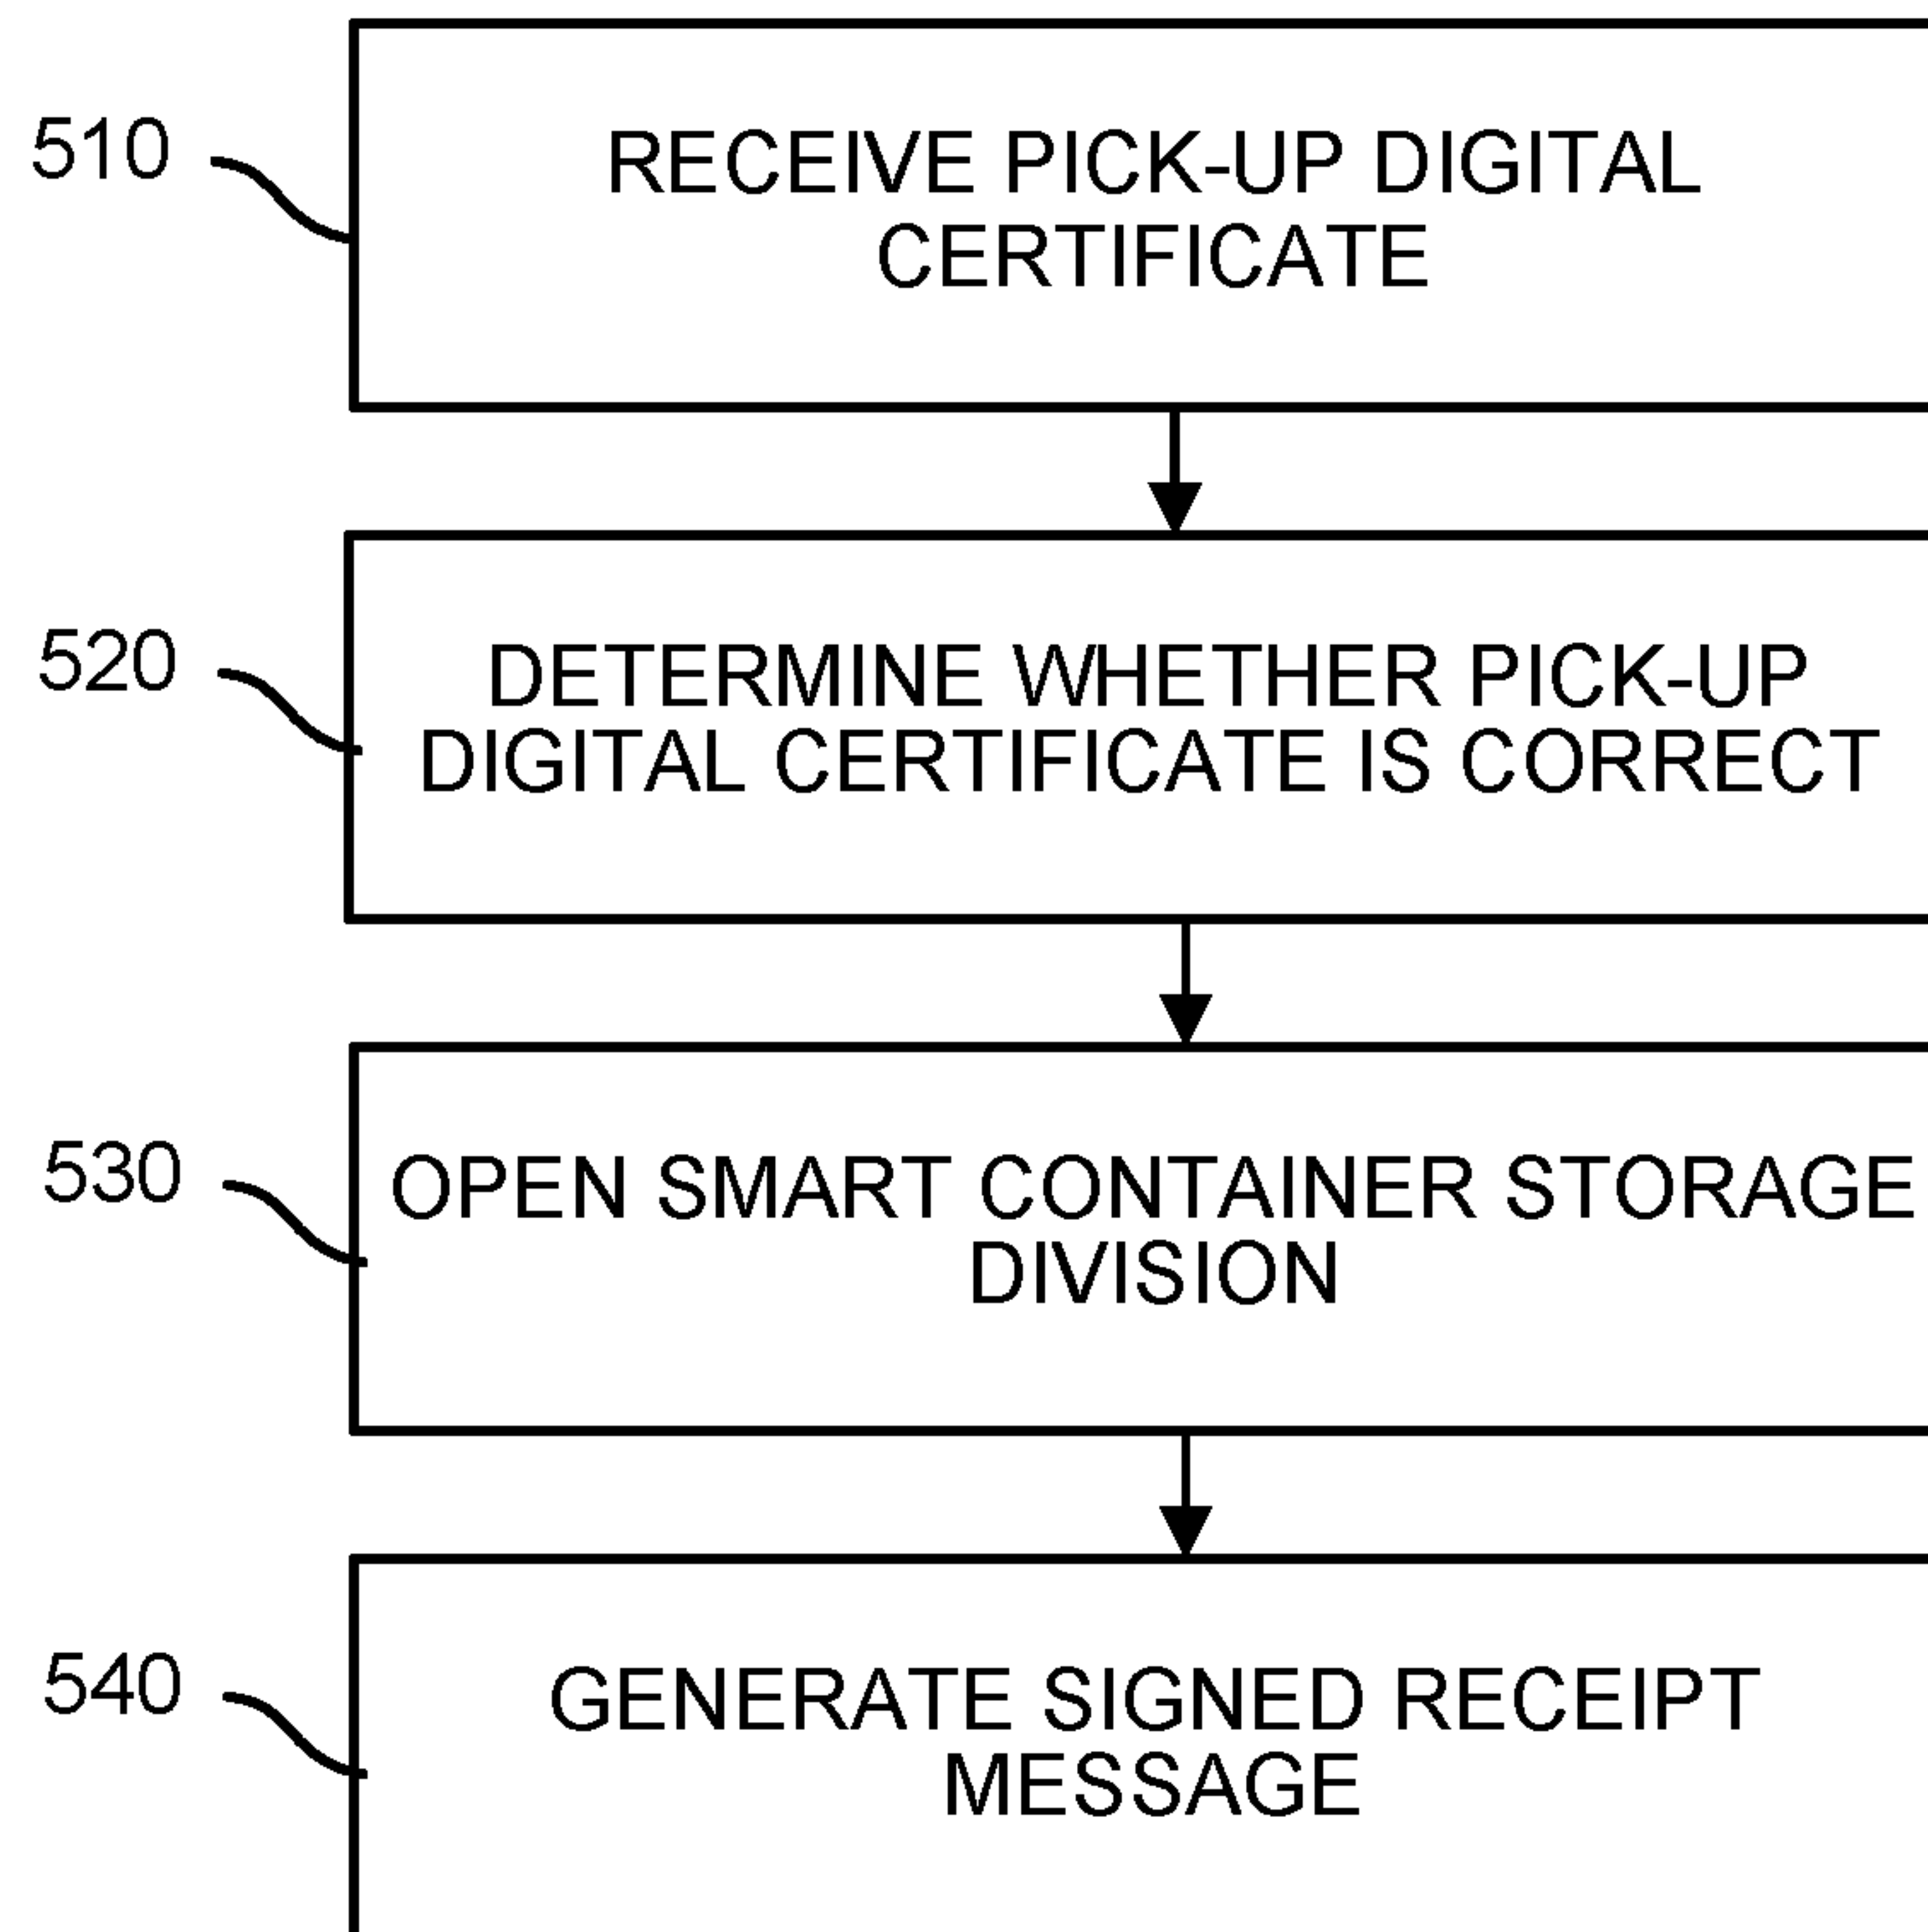 510
RECEIVE PICK-UP DIGITAL
CERTIFICATE
520
DETERMINE WHETHER PICK-UP
DIGITAL CERTIFICATE IS CORRECT
530
OPEN SMART CONTAINER STORAGE
DIVISION
540
GENERATE SIGNED RECEIPT
MESSAGE